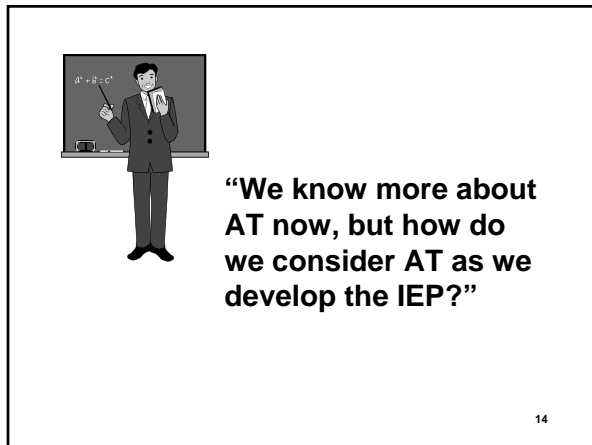 a² + b² = c²
“We know more about
AT now, but how do
we consider AT as we
develop the IEP?”
14